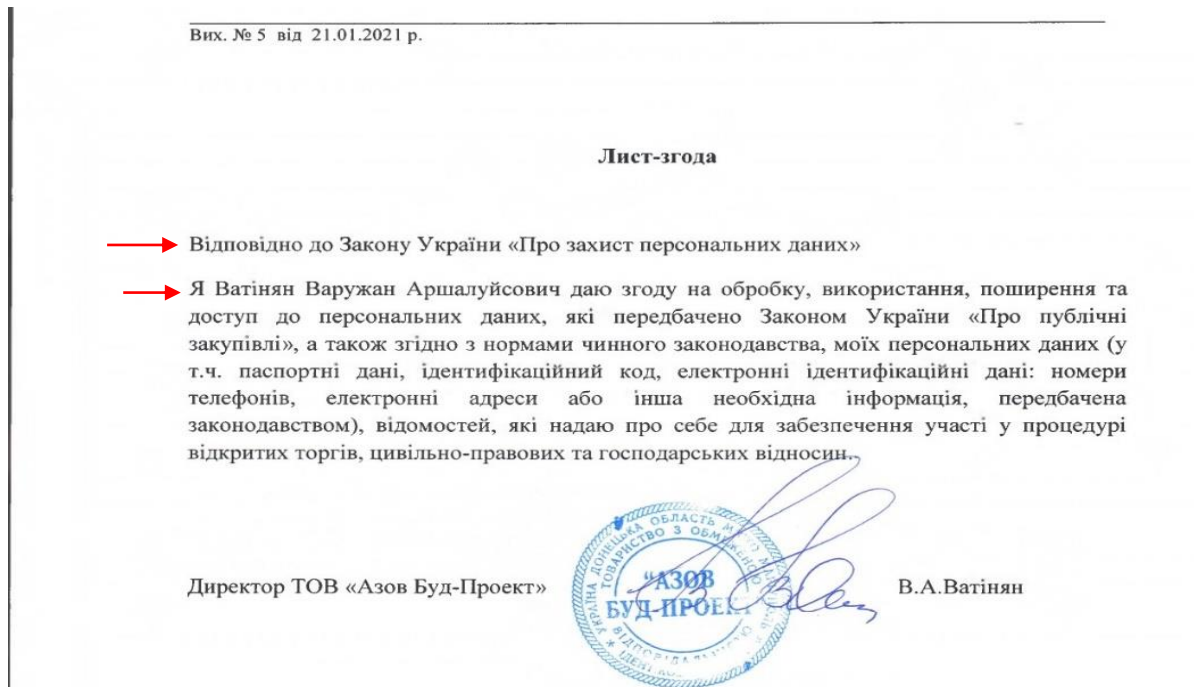 Вих. № 5 від 21.01.2021 р.
Лист-згода
Відповідно до Закону України «Про захист персональних даних»
Я Ватінян Варужан Аршалуйсович даю згоду на обробку, використання, поширення та
доступ до персональних даних, які передбачено Законом України «Про публічні
закупівлі», а також згідно з нормами чинного законодавства, моїх персональних даних (у
т.ч. паспортні дані, ідентифікаційний код, електронні ідентифікаційні дані: номери
телефонів, електронні адреси або інша необхідна інформація, передбачена
законодавством), відомостей, які надаю про себе для забезпечення участі у процедурі
відкритих торгів, цивільно-правових та господарських відносин.
Директор ТОВ «Азов Буд-Проект»
УКРАЇНА ДОНЕЦЬКА ОБЛАСТЬ
ТОВАРИСТВО З
"АЗОВ
БУД-ПРОЕКТ
В.А.Ватінян